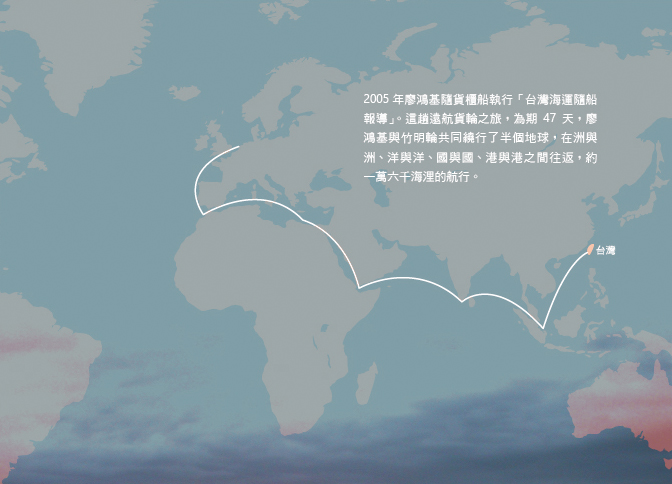 2005 年廖鴻基隨貨櫃船執行「台灣海運隨船
報導」。這趟遠航貨輪之旅，為期 47 天，廖
鴻基與竹明輪共同繞行了半個地球，在洲與
洲、洋與洋、國與國、港與港之間往返，約
一萬六千海浬的航行。
台灣